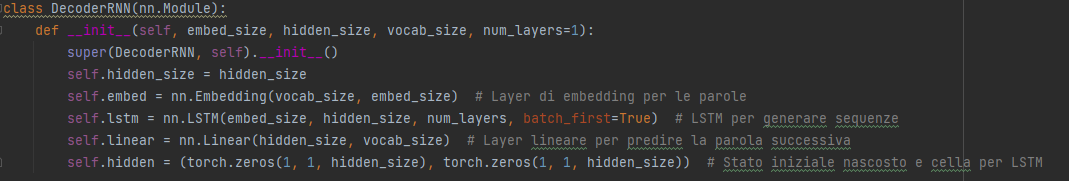 class DecoderRNN(nn.Module):
    def __init__(self, embed_size, hidden_size, vocab_size, num_layers=1):
        super(DecoderRNN, self).__init__()
        self.hidden_size = hidden_size
        self.embed = nn.Embedding(vocab_size, embed_size)  # Layer di embedding per le parole
        self.lstm = nn.LSTM(embed_size, hidden_size, num_layers, batch_first=True)  # LSTM per generare sequenze
        self.linear = nn.Linear(hidden_size, vocab_size)  # Layer lineare per predire la parola successiva
        self.hidden = (torch.zeros(1, 1, hidden_size), torch.zeros(1, 1, hidden_size))  # Stato iniziale nascosto e cella per LSTM